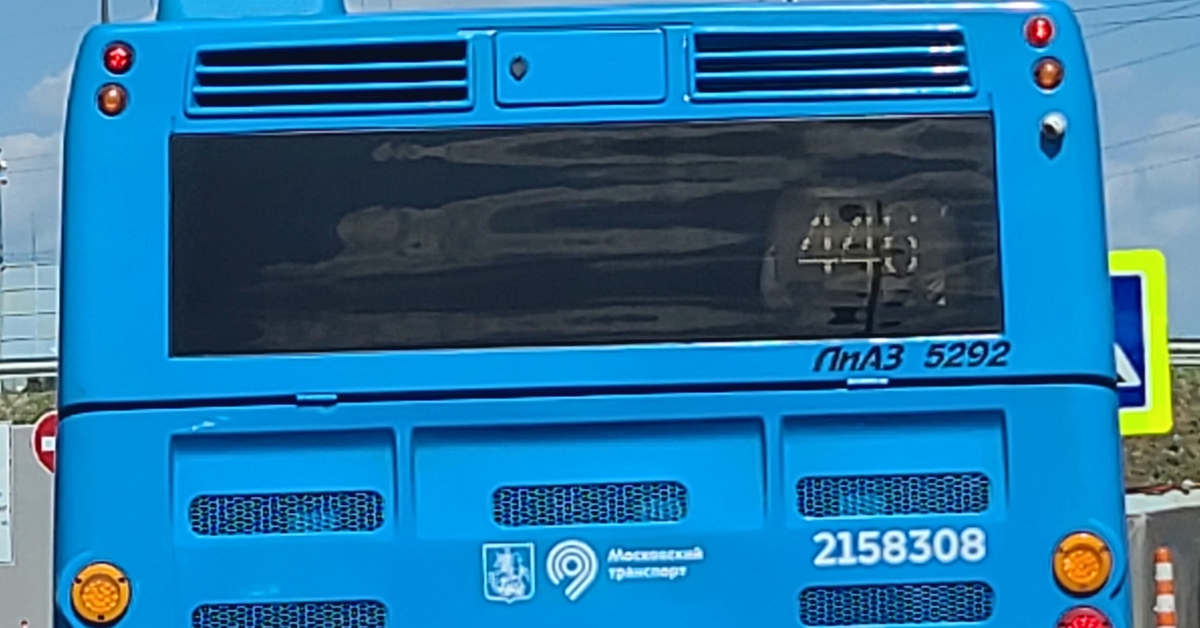 ЛиАЗ 5292
2158308
Московский
транспорт